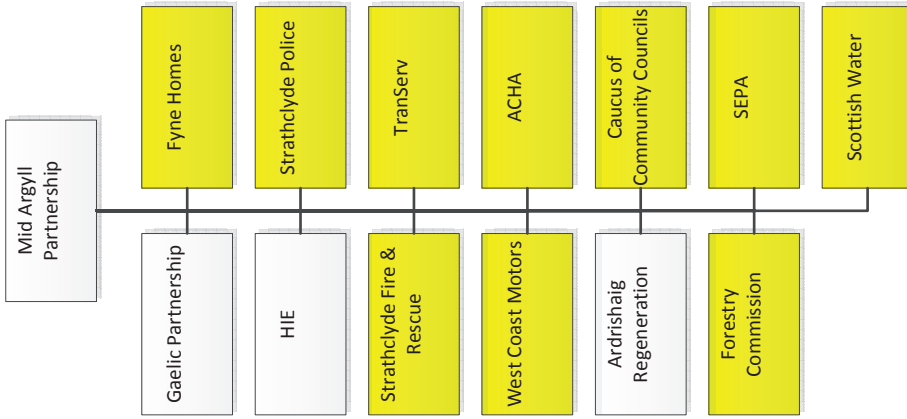 Mid Argyll
Partnership
Gaelic Partnership
Fyne Homes
HIE
Strathclyde Police
Strathclyde Fire &
Rescue
TranServ
West Coast Motors
ACHA
Ardrishaig
Regeneration
Caucus of
Community Councils
Forestry
Commission
SEPA
Scottish Water